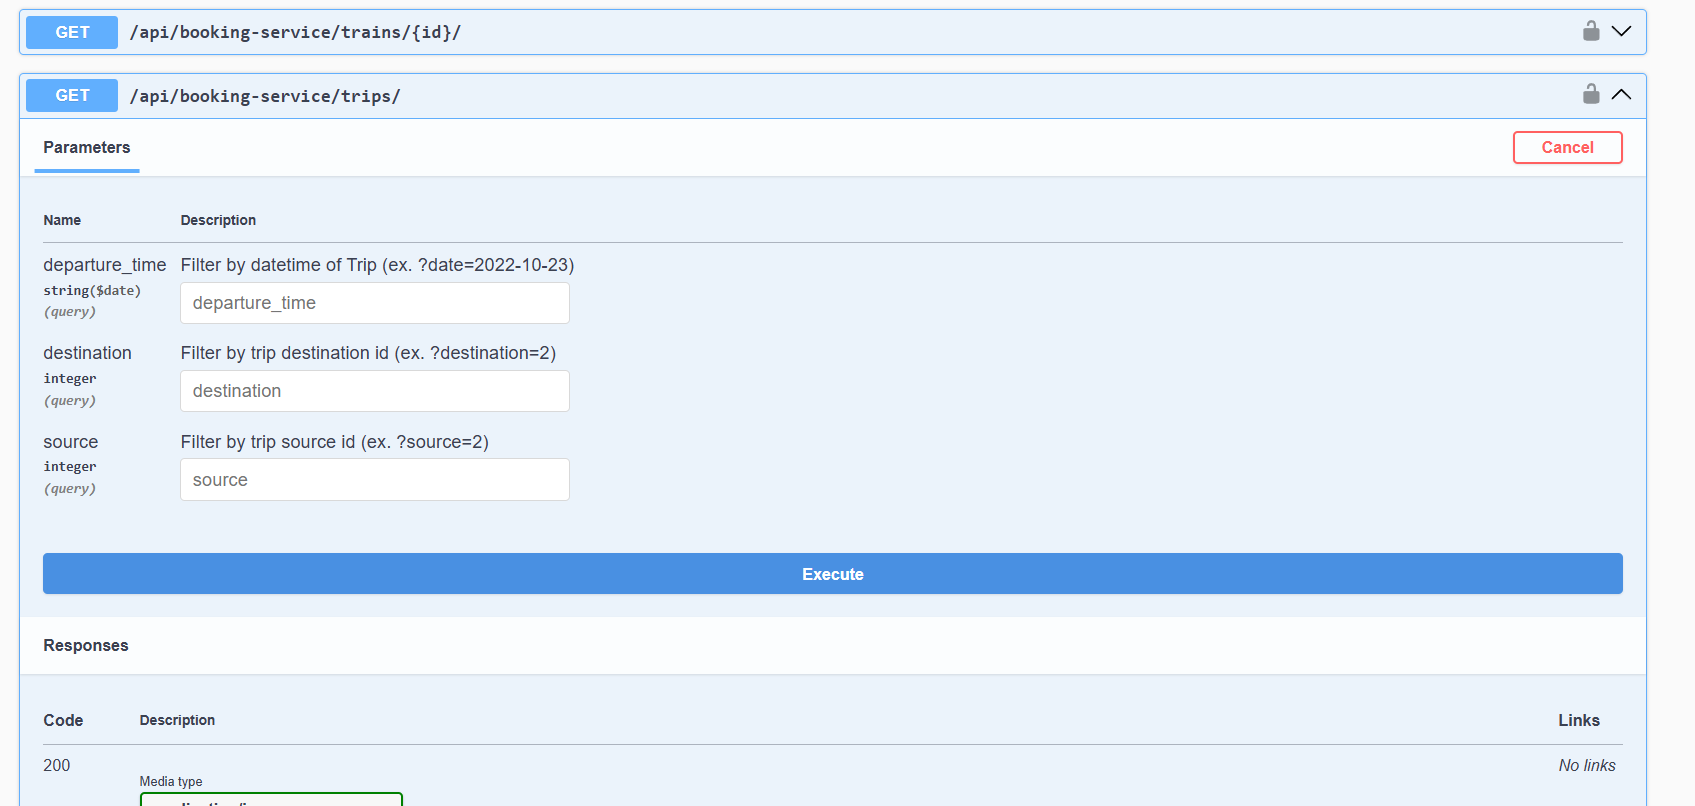 GET /api/booking-service/trains/{id}/
GET /api/booking-service/trips/
Parameters Cancel
Name Description
departure_time Filter by datetime of Trip (ex. ?date=2022-10-23)
string($date)
(query)
departure_time
destination Filter by trip destination id (ex. ?destination=2)
integer
(query)
destination
source Filter by trip source id (ex. ?source=2)
integer
(query)
source
Execute
Responses
Code Description Links
200 No links
Media type